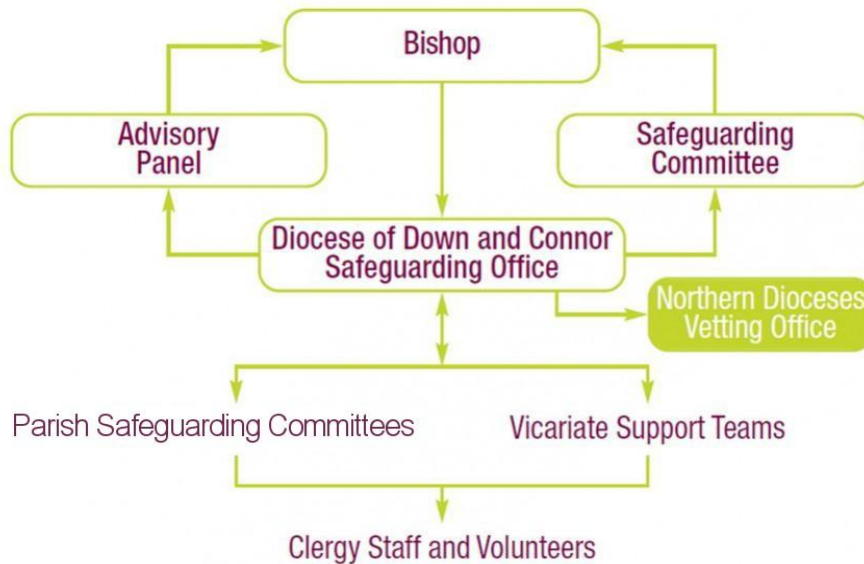 Bishop
Advisory
Panel
Safeguarding
Committee
Diocese of Down and Connor
Safeguarding Office
Northern Dioceses
Vetting Office
Parish Safeguarding Committees
Vicariate Support Teams
Clergy Staff and Volunteers